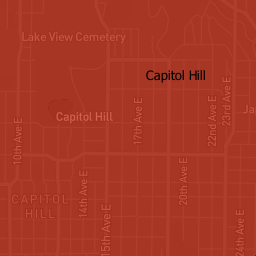 Lake View Cemetery
Capitol Hill
Capitol Hill
17th Ave E
22nd Ave E
23rd Ave E
Ja
10th Ave E
14th Ave E
20th Ave E
CAPITOL
HILL
15th Ave E
24th Ave E